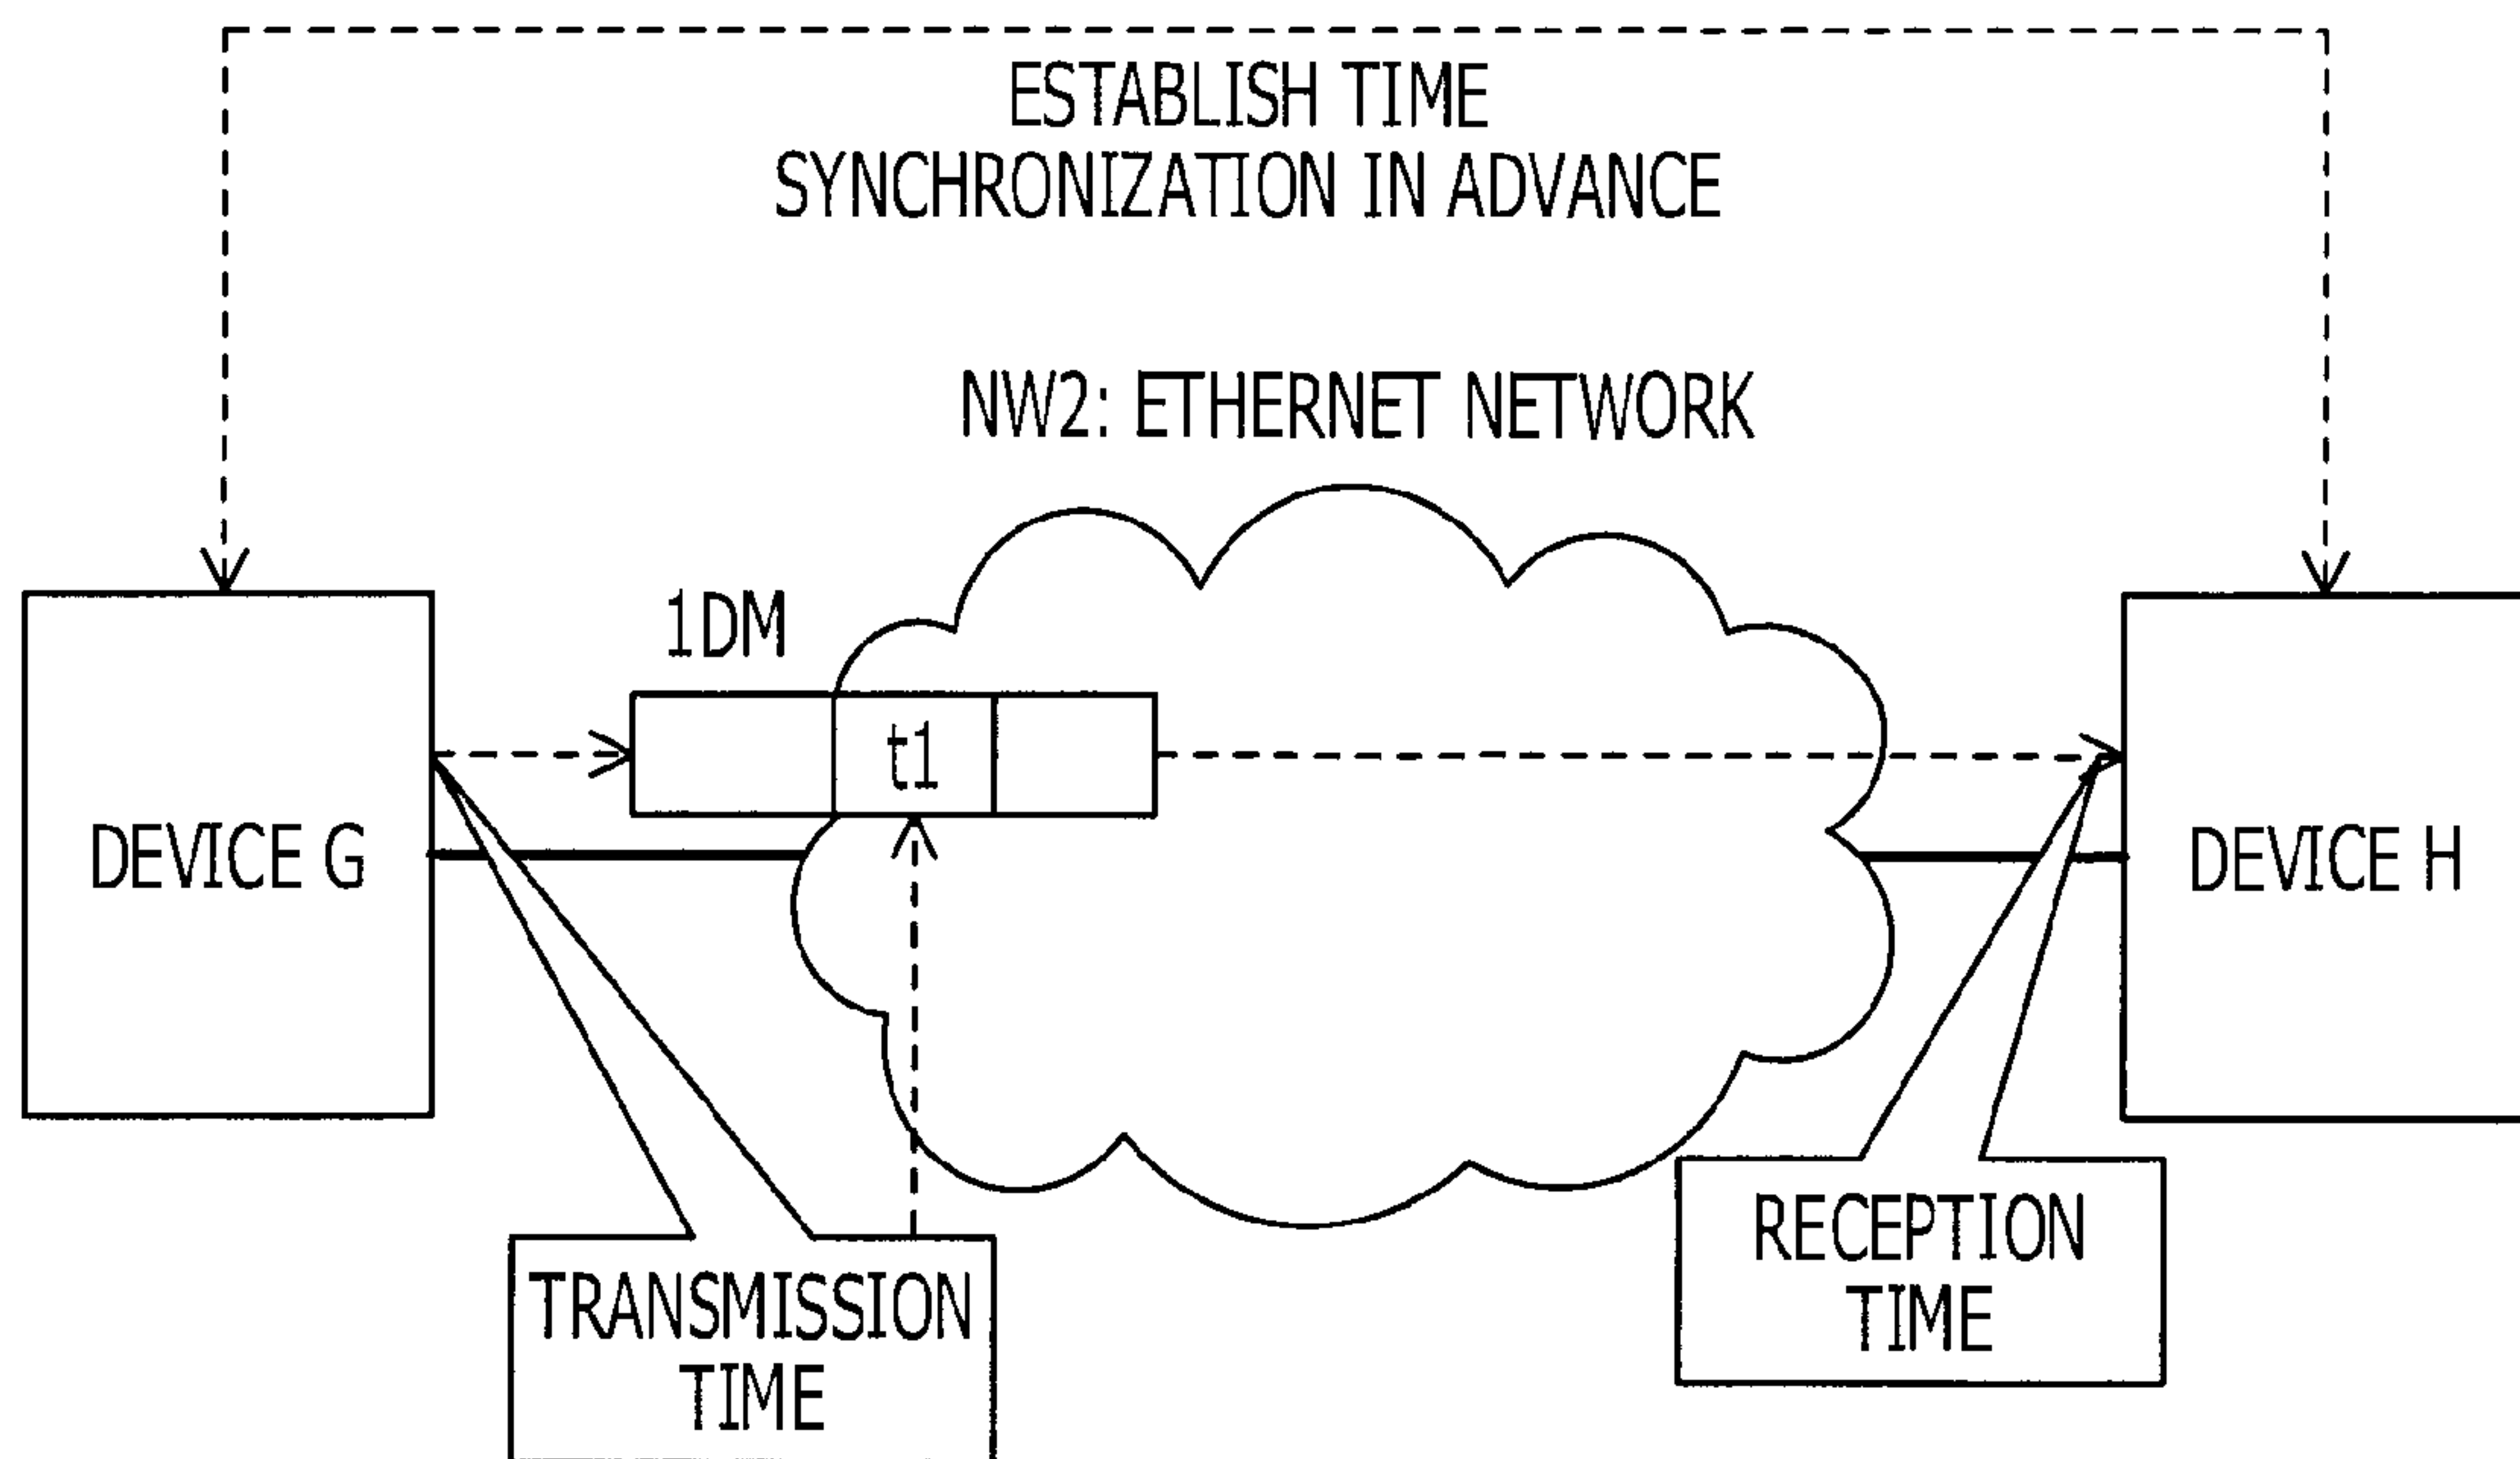 ESTABLISH TIME
SYNCHRONIZATION IN ADVANCE
NW2: ETHERNET NETWORK
1DM
t1
DEVICE G
DEVICE H
RECEPTION
TIME
TRANSMISSION
TIME